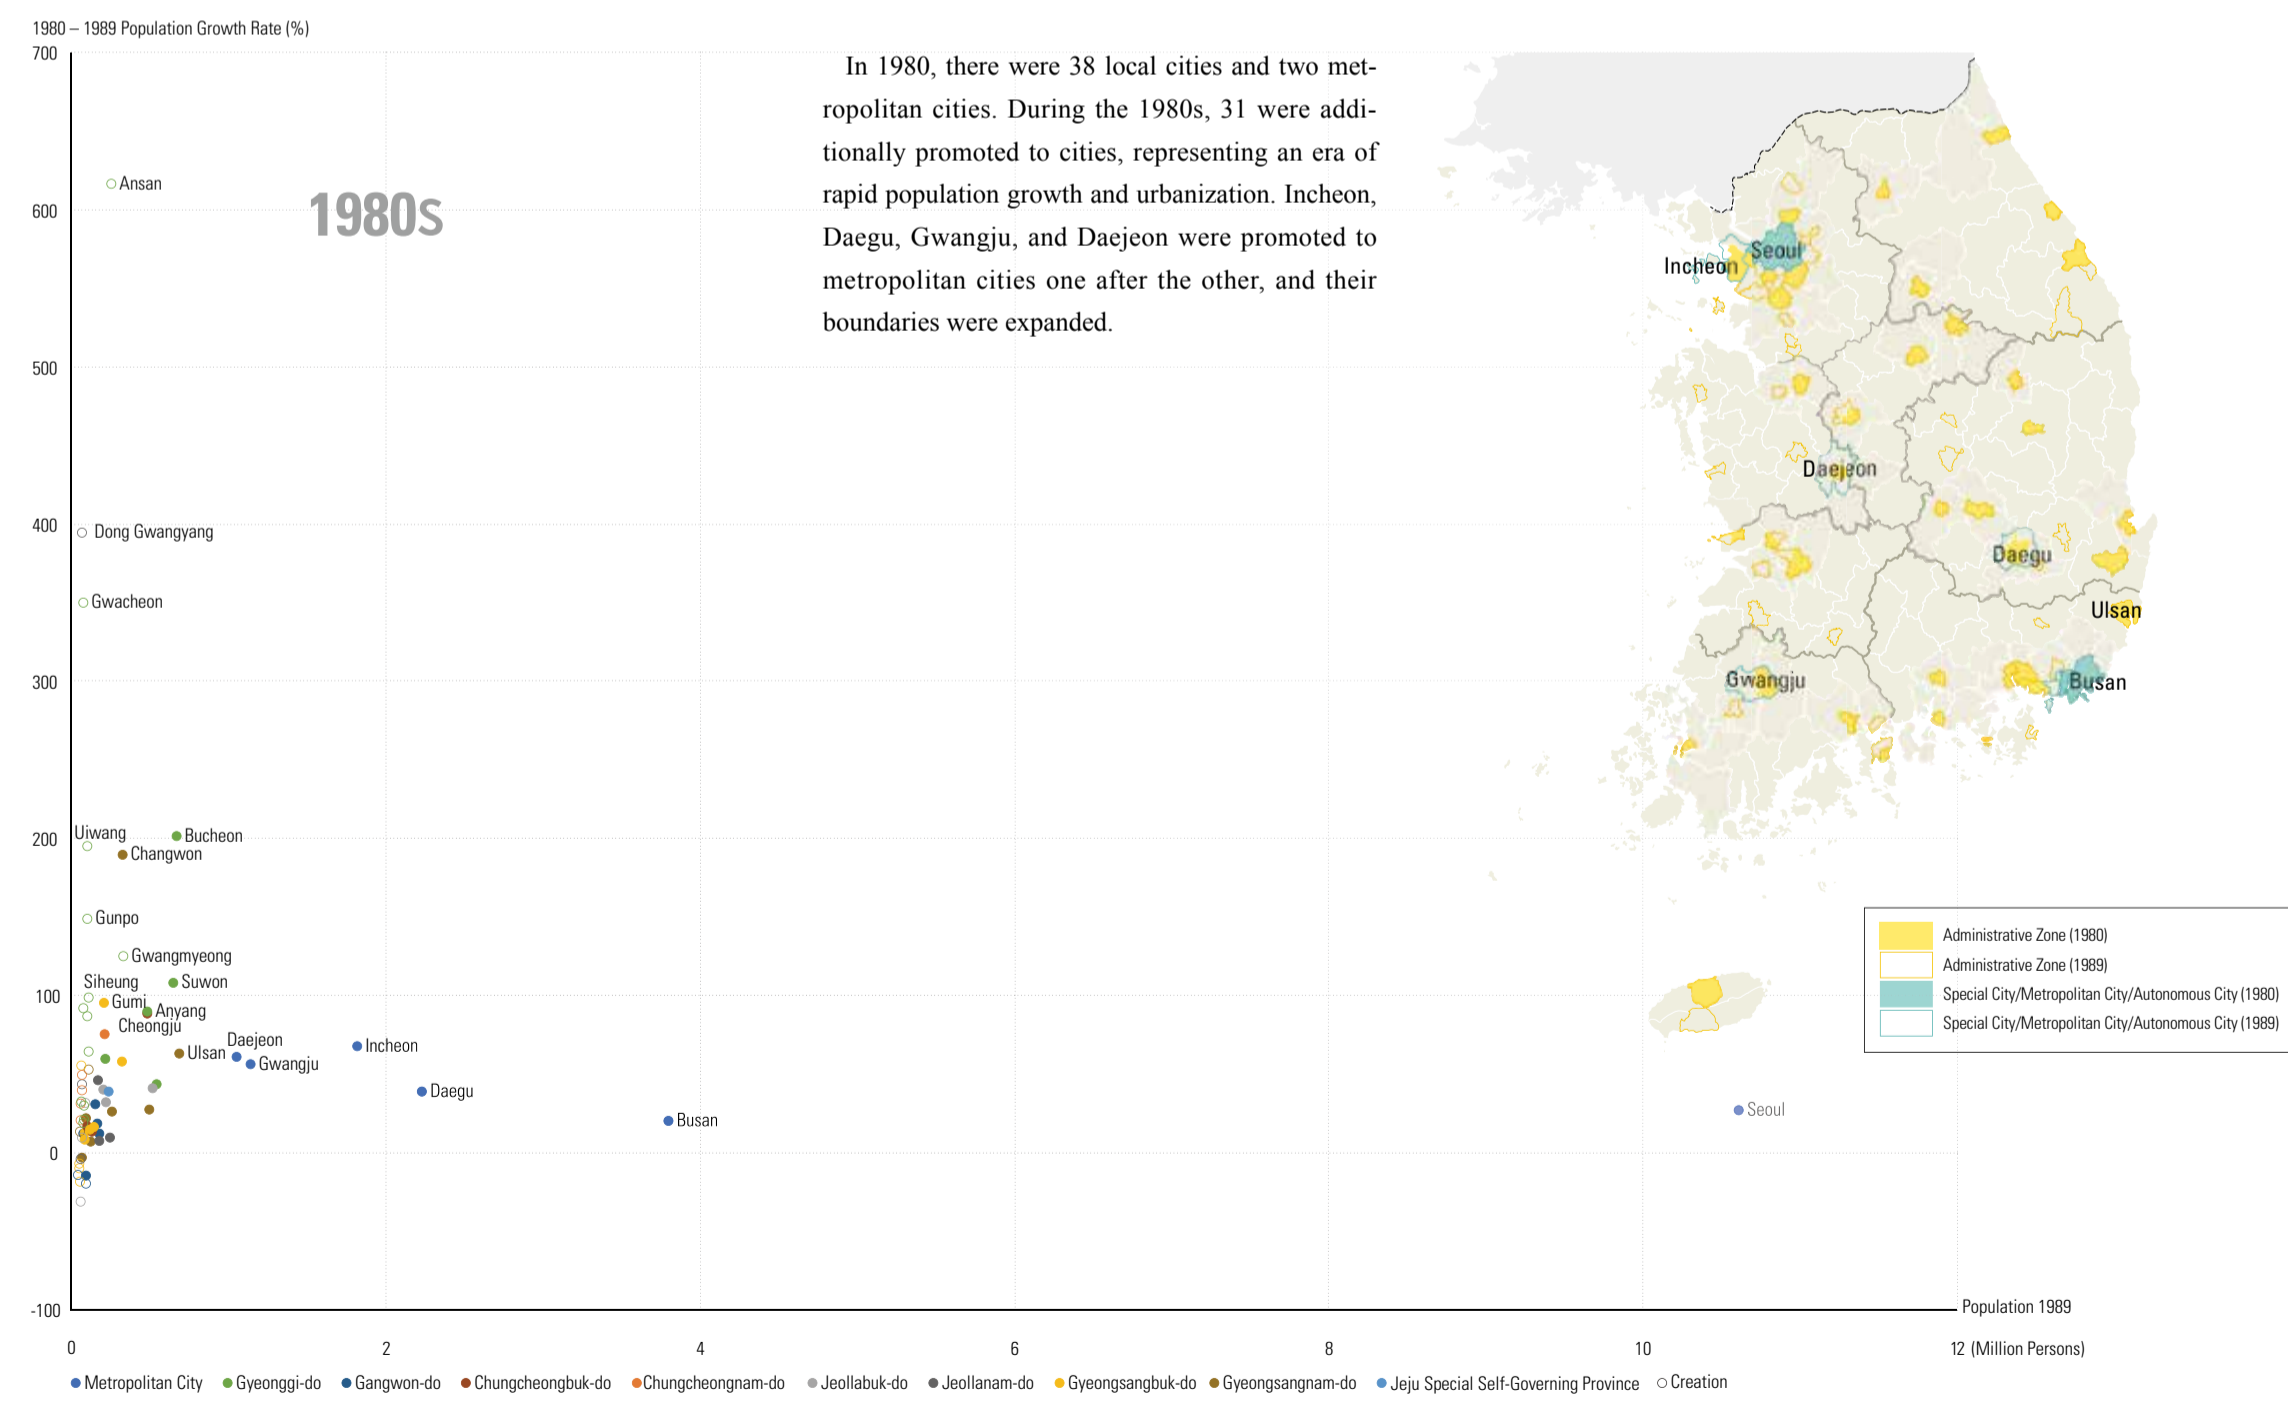 1980 – 1989 Population Growth Rate (%)
700
600
500
400
300
200
100
0
-100
1980s
In 1980, there were 38 local cities and two met-
ropolitan cities. During the 1980s, 31 were addi-
tionally promoted to cities, representing an era of
rapid population growth and urbanization. Incheon,
Daegu, Gwangju, and Daejeon were promoted to
metropolitan cities one after the other, and their
boundaries were expanded.
Ansan
Dong Gwangyang
Gwacheon
Uiwang
Bucheon
Changwon
Gunpo
Gwangmyeong
Siheung
Suwon
Gumi
Anyang
Cheongju
Ulsan
Daejeon
Gwangju
Incheon
Daegu
Busan
Seoul
Seoul
Incheon
Daejeon
Daegu
Ulsan
Gwangju
Busan
Administrative Zone (1980)
Administrative Zone (1989)
Special City/Metropolitan City/Autonomous City (1980)
Special City/Metropolitan City/Autonomous City (1989)
Population 1989
0 2 4 6 8 10 12 (Million Persons)
Metropolitan City Gyeonggi-do Gangwon-do Chungcheongbuk-do Chungcheongnam-do Jeollabuk-do Jeollanam-do Gyeongsangbuk-do Gyeongsangnam-do Jeju Special Self-Governing Province Creation